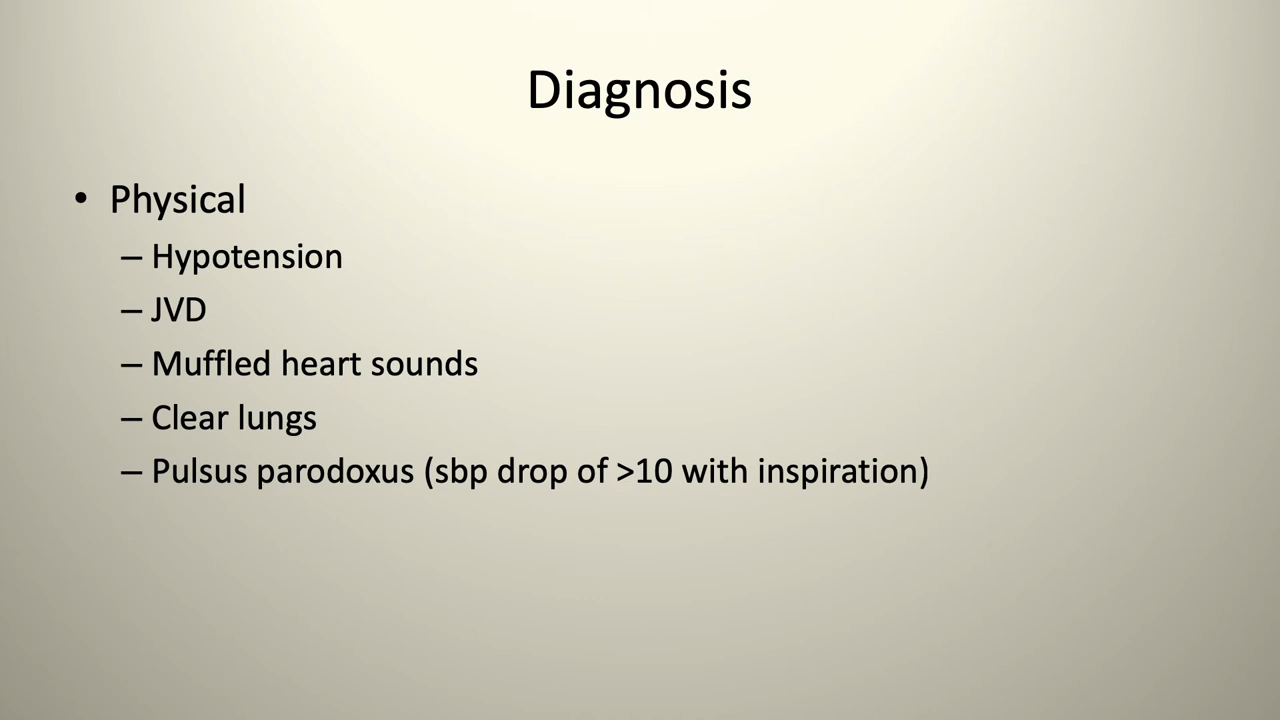 Diagnosis
• Physical
– Hypotension
– JVD
– Muffled heart sounds
– Clear lungs
– Pulsus parodoxus (sbp drop of >10 with inspiration)